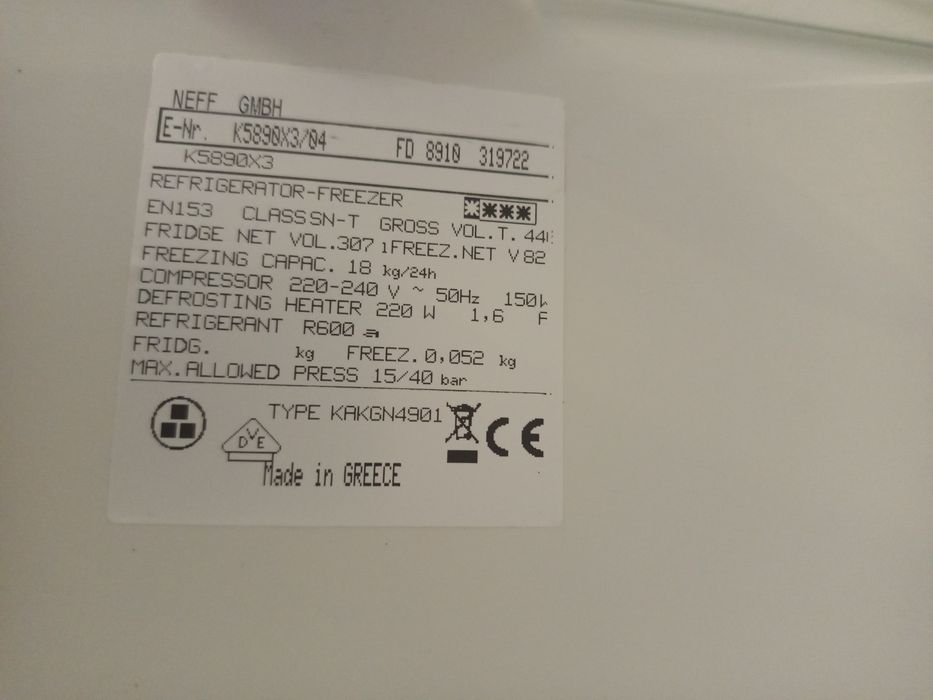 NEFF GMBH
E-Nr. K5890X3/04 FD 8910 319722
K5890X3
REFRIGERATOR-FREEZER
EN153 CLASS SN-T GROSS VOL.T.
FRIDGE NET VOL.307 l FREEZ.NET V 82
FREEZING CAPAC. 18 kg/24h
COMPRESSOR 220-240 V ~ 50Hz
DEFROSTING HEATER 220 W 1,6
REFRIGERANT R600a
FRIDG. kg FREEZ.0,052 kg
MAX.ALLOWED PRESS 15/40 bar
TYPE KAKGN4901 CE
DVE
Made in GREECE